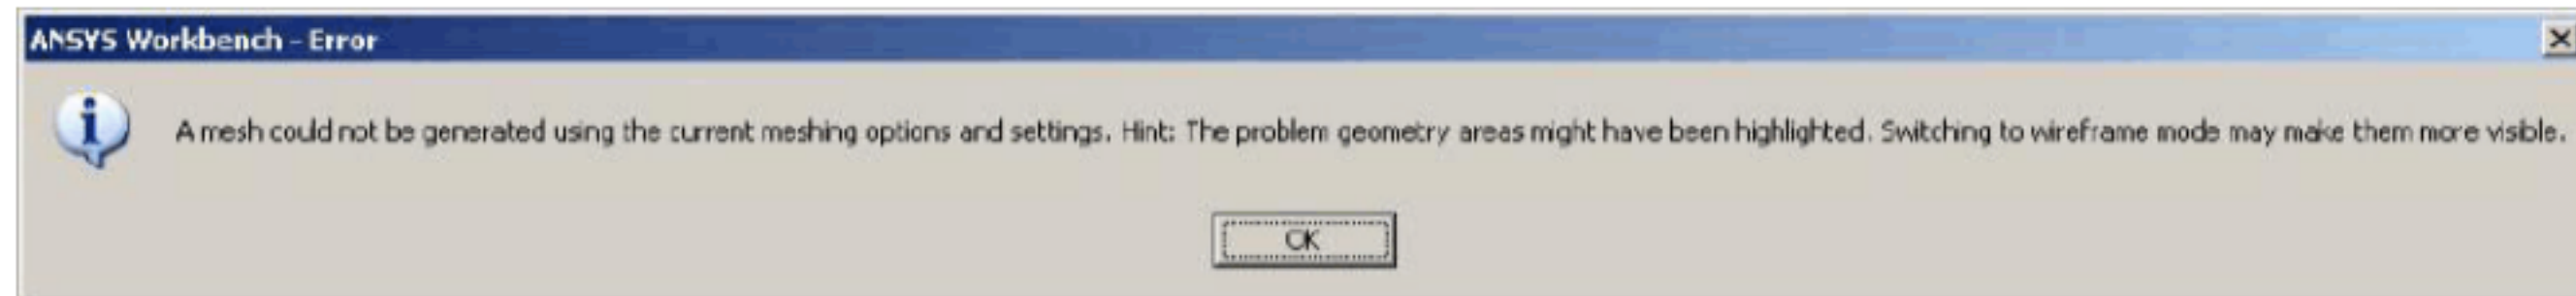 ANSYS Workbench - Error
A mesh could not be generated using the current meshing options and settings. Hint: The problem geometry areas might have been highlighted. Switching to wireframe mode may make them more visible.
OK